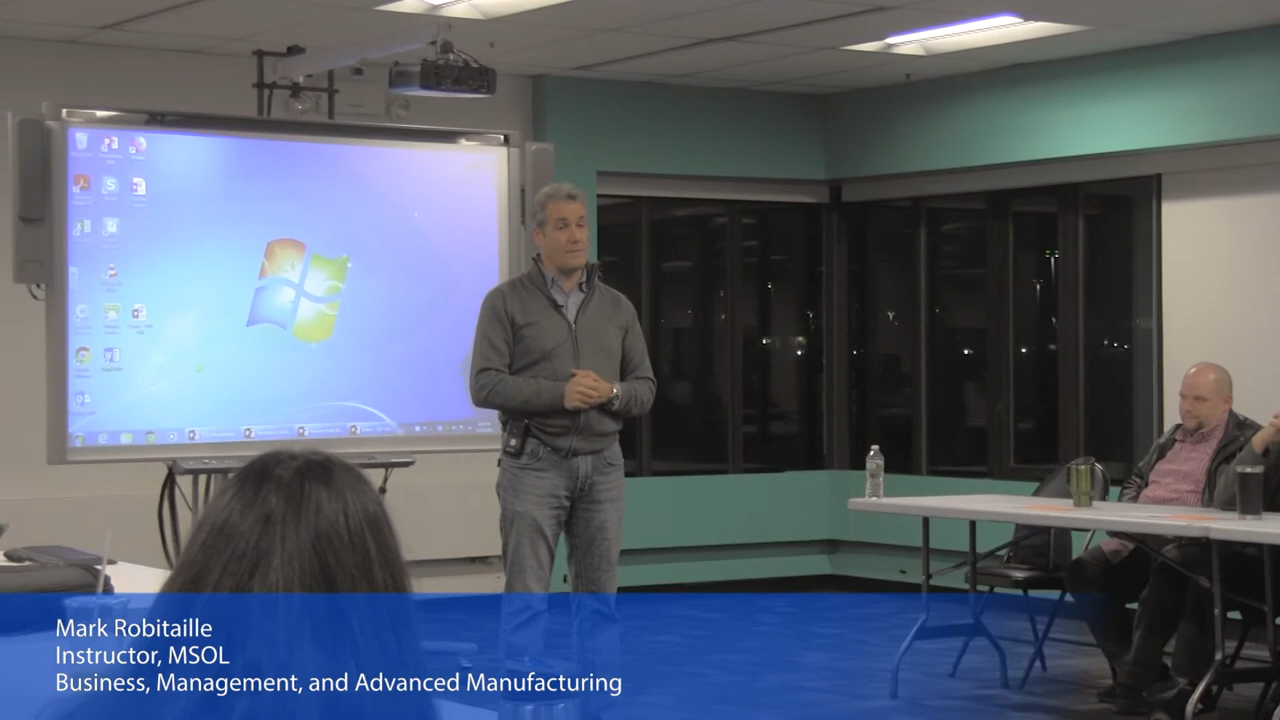 Mark Robitaille
Instructor, MSOL
Business, Management, and Advanced Manufacturing